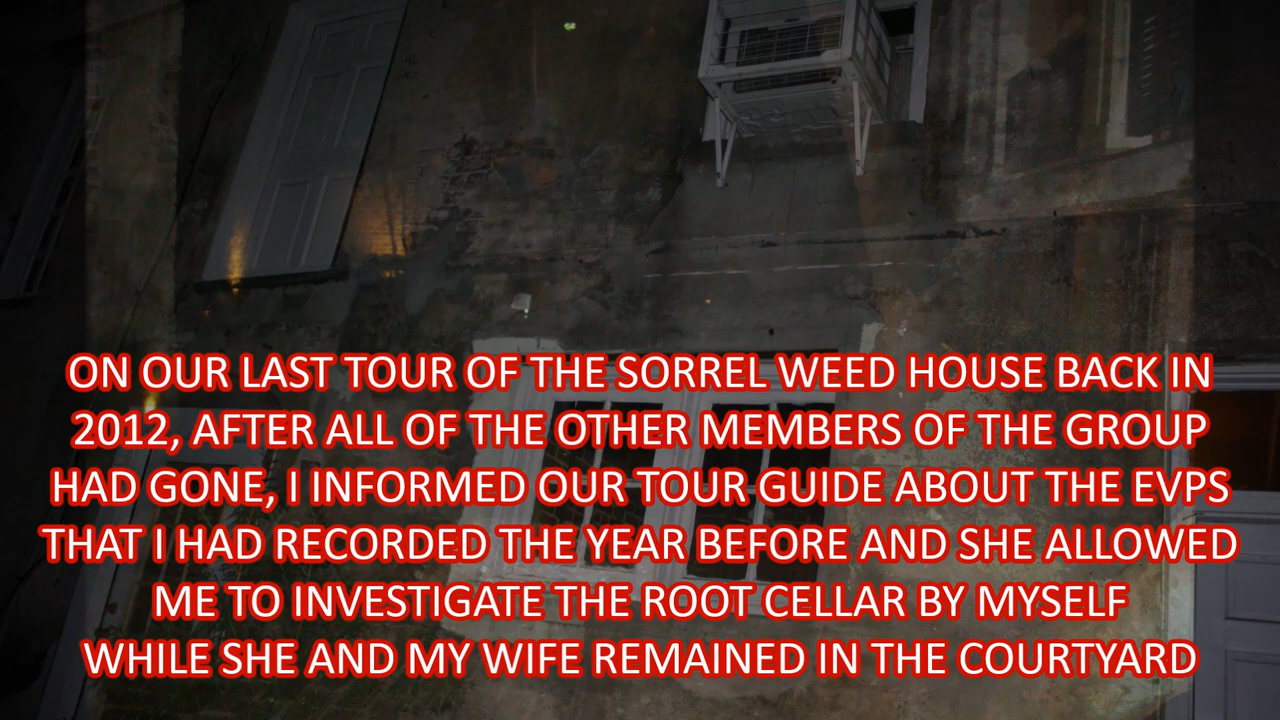 ON OUR LAST TOUR OF THE SORREL WEED HOUSE BACK IN
2012, AFTER ALL OF THE OTHER MEMBERS OF THE GROUP
HAD GONE, I INFORMED OUR TOUR GUIDE ABOUT THE EVPS
THAT I HAD RECORDED THE YEAR BEFORE AND SHE ALLOWED
ME TO INVESTIGATE THE ROOT CELLAR BY MYSELF
WHILE SHE AND MY WIFE REMAINED IN THE COURTYARD